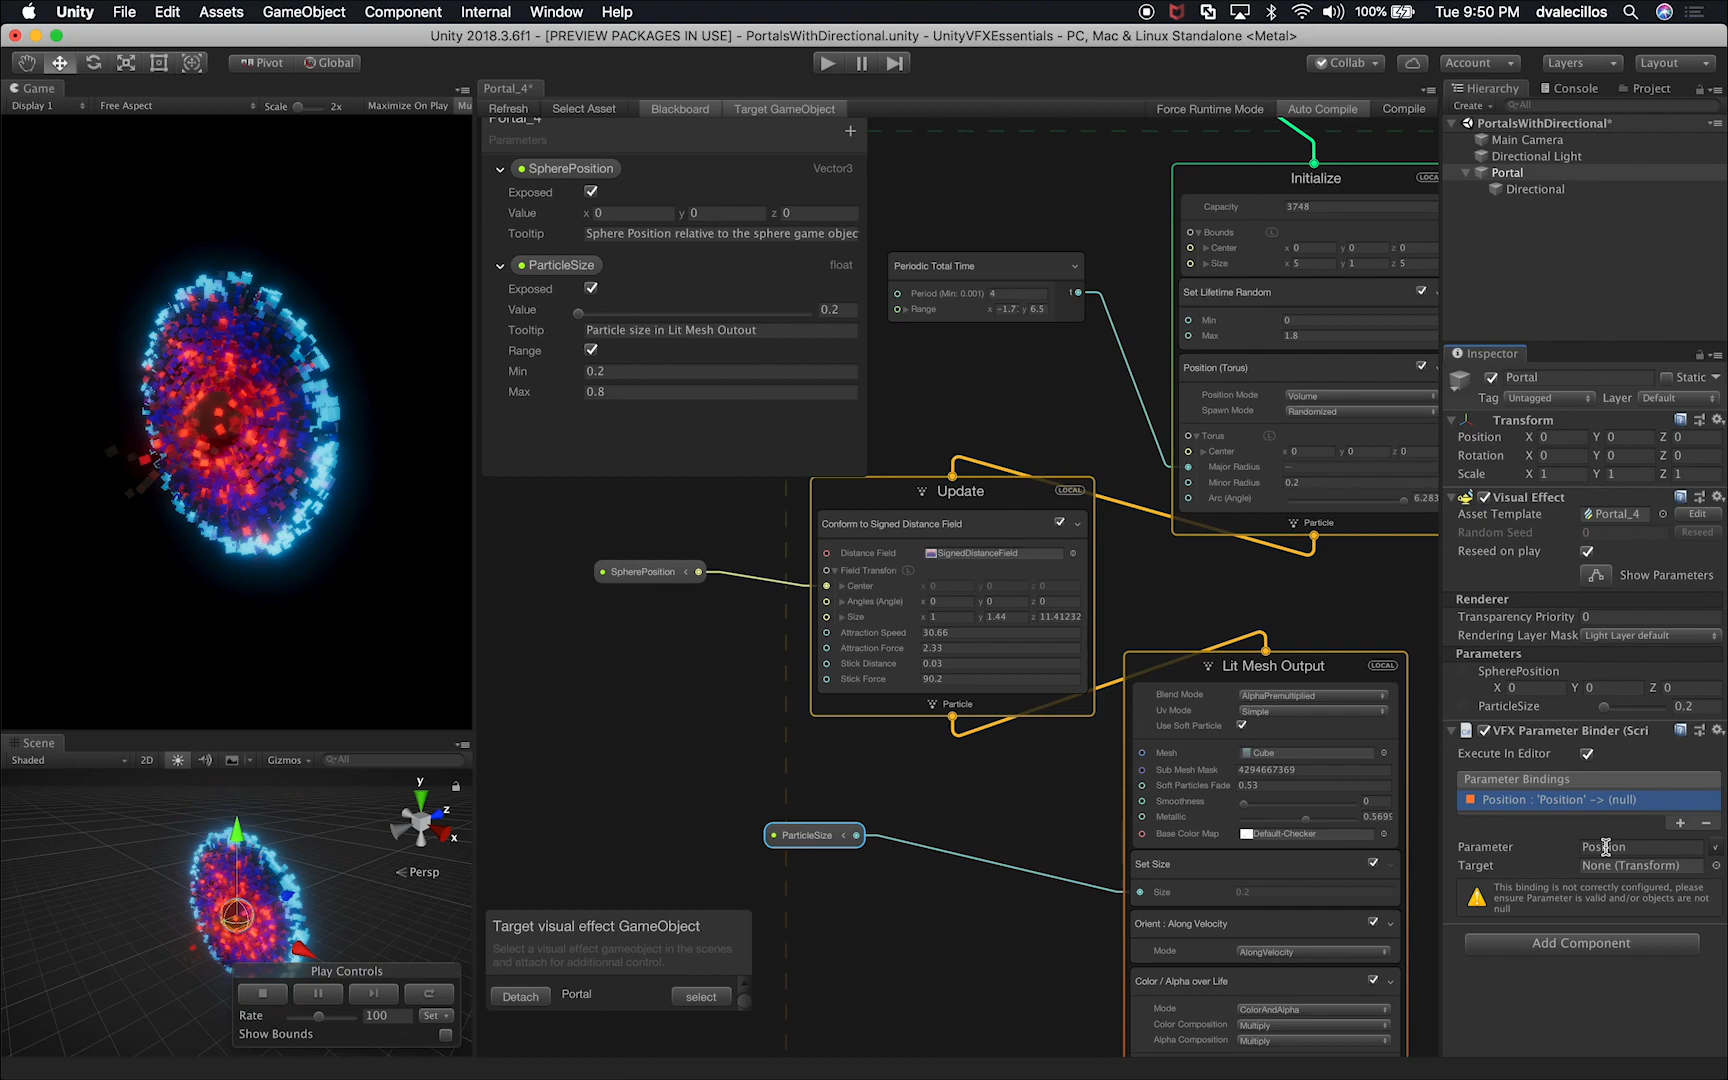 Unity File Edit Assets GameObject Component Internal Window Help
100% Tue 9:50 PM dvalecillos
Unity 2018.3.6f1 - [PREVIEW PACKAGES IN USE] - PortalsWithDirectional.unity - UnityVFXEssentials - PC, Mac & Linux Standalone <Metal>
Pivot Global
Collab Account Layers Layout
Game
Display 1 Free Aspect Scale 2x Maximize On Play Mu
Portal_4*
Refresh Select Asset Blackboard Target GameObject Force Runtime Mode Auto Compile Compile
Portal_4
Parameters
SpherePosition Vector3
Exposed
Value x 0 y 0 z 0
Tooltip Sphere Position relative to the sphere game objec
ParticleSize float
Exposed
Value 0.2
Tooltip Particle size in Lit Mesh Outout
Range
Min 0.2
Max 0.8
Periodic Total Time
Period (Min: 0.001) 4 t
Range x -1.7 y 6.5
Initialize LOCA
Capacity 3748
Bounds L
Center x 0 y 0 z 0
Size x 5 y 1 z 5
Set Lifetime Random
Min 0
Max 1.8
Position (Torus)
Position Mode Volume
Spawn Mode Randomized
Torus L
Center x 0 y 0 z 0
Major Radius
Minor Radius 0.2
Arc (Angle) 6.283
Particle
Update LOCAL
Conform to Signed Distance Field
Distance Field SignedDistanceField
Field Transforn L
Center x 0 y 0 z 0
Angles (Angle) x 0 y 0 z 0
Size x 1 y 1.44 z 11.41232
Attraction Speed 30.66
Attraction Force 2.33
Stick Distance 0.03
Stick Force 90.2
Particle
SpherePosition
ParticleSize
Lit Mesh Output LOCAL
Blend Mode AlphaPremultiplied
Uv Mode Simple
Use Soft Particle
Mesh Cube
Sub Mesh Mask 4294667369
Soft Particles Fade 0.53
Smoothness 0
Metallic 0.569
Base Color Map Default-Checker
Set Size
Size 0.2
Orient : Along Velocity
Mode AlongVelocity
Color / Alpha over Life
Mode ColorAndAlpha
Color Composition Multiply
Alpha Composition Multiply
Target visual effect GameObject
Select a visual effect gameobject in the scenes
and attach for additionnal control.
Detach Portal select
Scene
Shaded 2D Gizmos All
y
z
x
Persp
Play Controls
Rate 100 Set
Show Bounds
Hierarchy Console Project
Create All
PortalsWithDirectional*
Main Camera
Directional Light
Portal
Directional
Inspector
Portal Static
Tag Untagged Layer Default
Transform
Position X 0 Y 0 Z 0
Rotation X 0 Y 0 Z 0
Scale X 1 Y 1 Z 1
Visual Effect
Asset Template Portal_4 Edit
Random Seed 0 Reseed
Reseed on play
Show Parameters
Renderer
Transparency Priority 0
Rendering Layer Mask Light Layer default
Parameters
SpherePosition
X 0 Y 0 Z 0
ParticleSize 0.2
VFX Parameter Binder (Scri
Execute In Editor
Parameter Bindings
Position : 'Position' -> (null)
+ −
Parameter Position v
Target None (Transform)
This binding is not correctly configured, please
ensure Parameter is valid and/or objects are not
null
Add Component